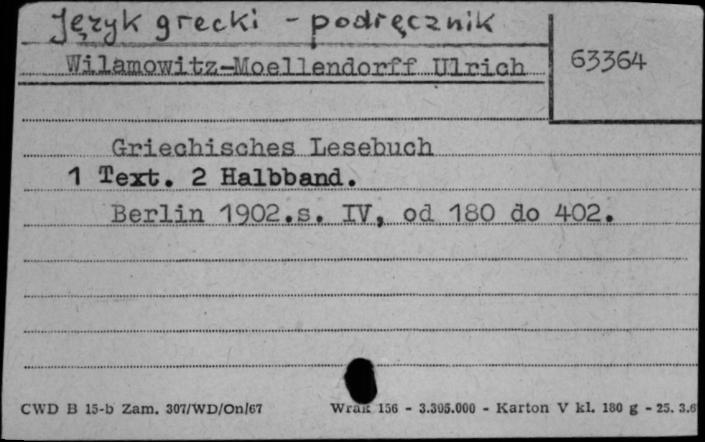 Język grecki - podręcznik
Wilamowitz-Moellendorff Ulrich
63364
Griechisches Lesebuch
1 Text. 2 Halbband.
Berlin 1902.s. IV, od 180 do 402.
CWD B 15-b Zam. 307/WD/On/67
Wrak 156 - 3.305.000 - Karton V kl. 180 g - 25. 3.6